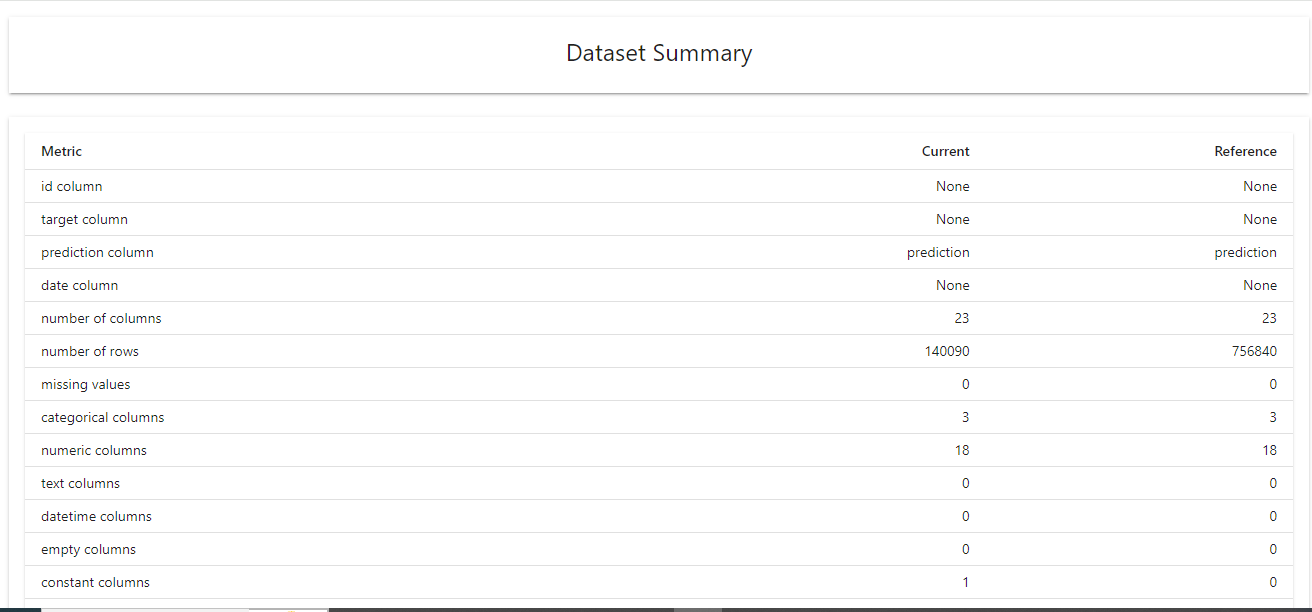 Dataset Summary
Metric Current Reference
id column None None
target column None None
prediction column prediction prediction
date column None None
number of columns 23 23
number of rows 140090 756840
missing values 0 0
categorical columns 3 3
numeric columns 18 18
text columns 0 0
datetime columns 0 0
empty columns 0 0
constant columns 1 0